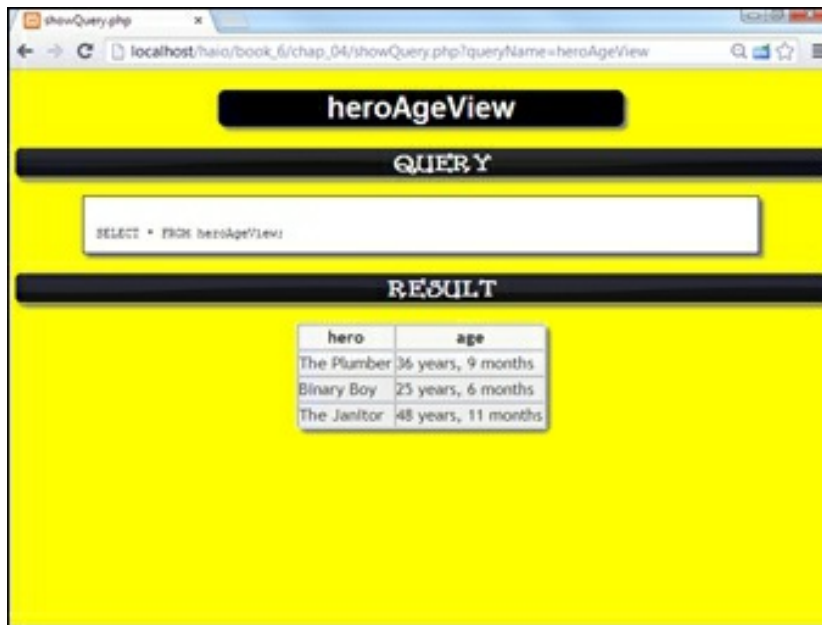 showQuery.php
localhost/haio/book_6/chap_04/showQuery.php?queryName=heroAgeView
heroAgeView
QUERY
SELECT * FROM heroAgeView;
RESULT
hero age
The Plumber 36 years, 9 months
Binary Boy 25 years, 6 months
The Janitor 48 years, 11 months